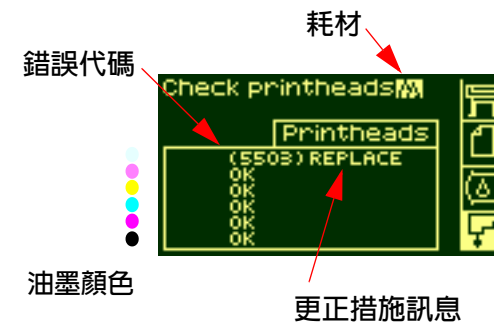 耗材
錯誤代碼
Check printheads
Printheads
(5503) REPLACE
OK
OK
OK
OK
OK
油墨顏色
更正措施訊息